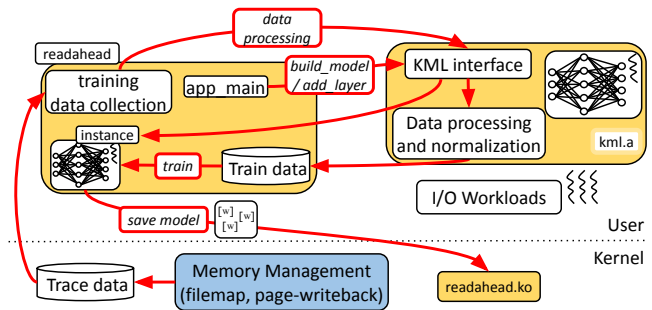 data
processing
readahead
training
data collection
app_main
build_model
/ add_layer
KML interface
instance
Data processing
and normalization
kml.a
train
Train data
I/O Workloads
save model
[w]
[w]
[w]
User
Kernel
Trace data
Memory Management
(filemap, page-writeback)
readahead.ko